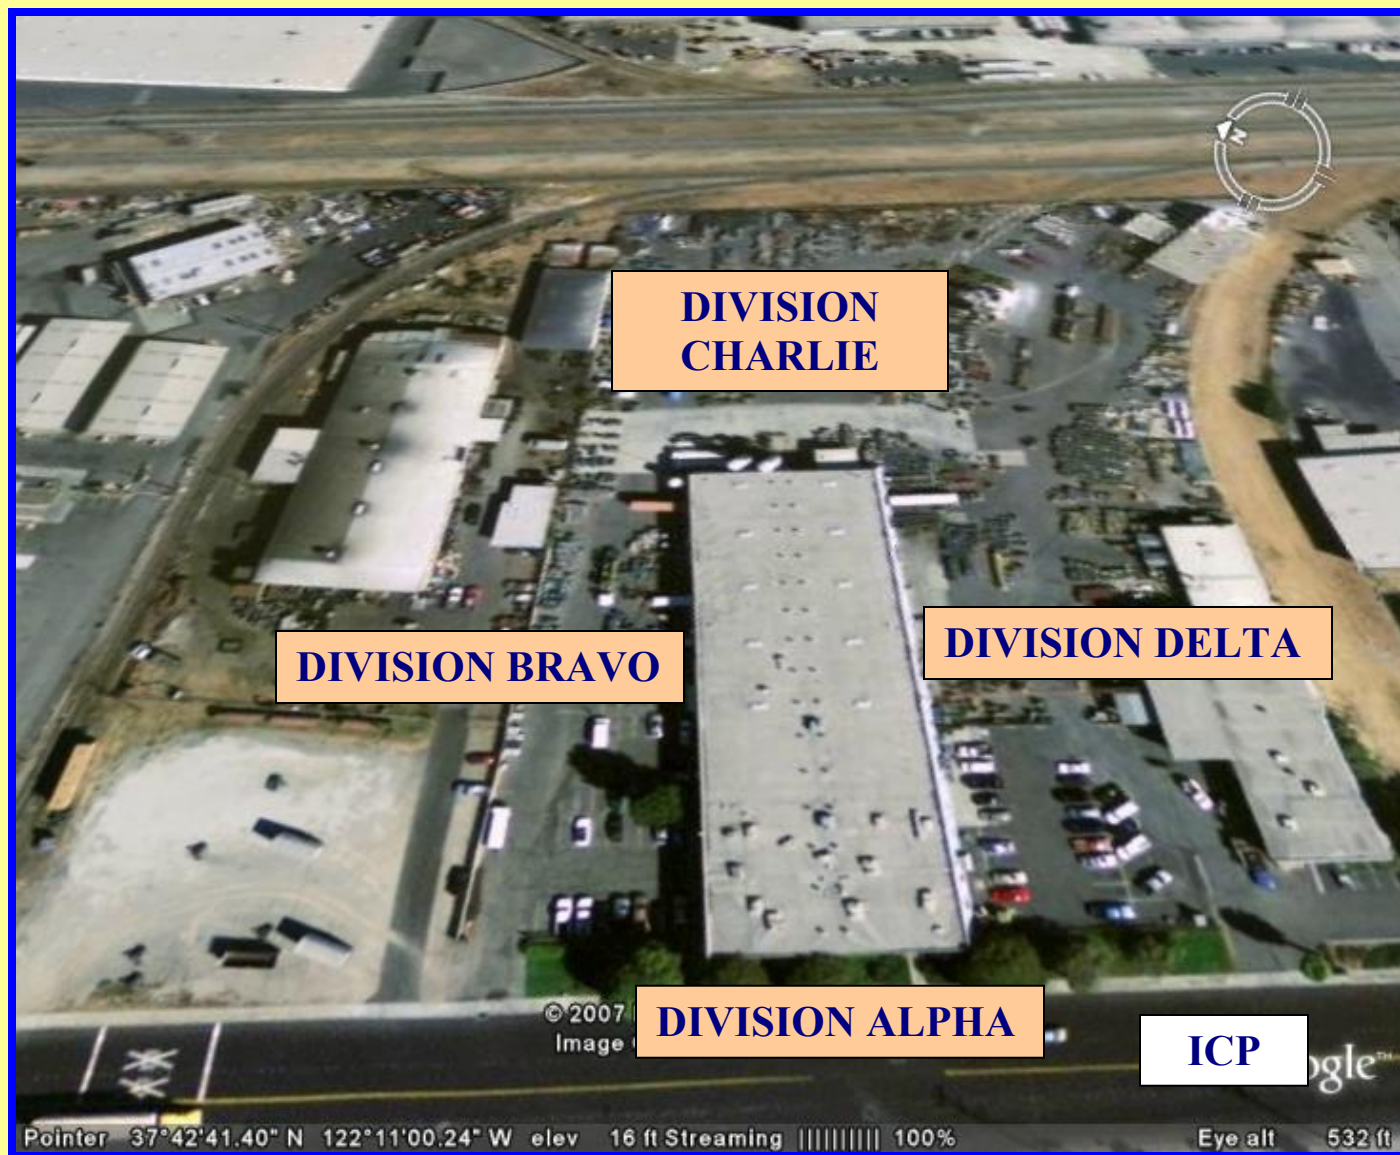 N
DIVISION
CHARLIE
DIVISION BRAVO
DIVISION DELTA
© 2007
Image
DIVISION ALPHA
ICP
ogle™
Pointer 37°42'41.40" N 122°11'00.24" W elev 16 ft Streaming |||||||||| 100% Eye alt 532 ft